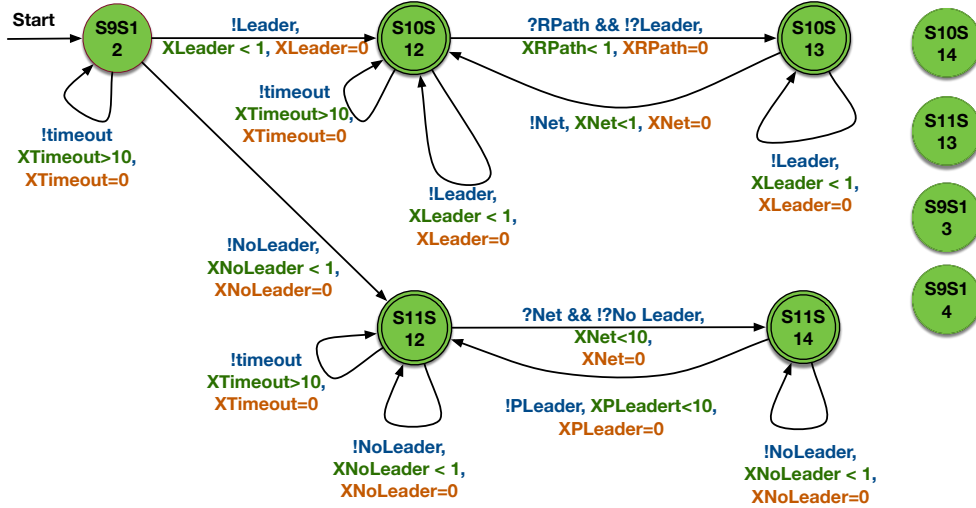 Start
S9S1
2
!Leader,
XLeader < 1, XLeader=0
S10S
12
?RPath && !?Leader,
XRPath< 1, XRPath=0
S10S
13
S10S
14
!timeout
XTimeout>10,
XTimeout=0
!timeout
XTimeout>10,
XTimeout=0
!Net, XNet<1, XNet=0
S11S
13
!Leader,
XLeader < 1,
XLeader=0
!Leader,
XLeader < 1,
XLeader=0
S9S1
3
!NoLeader,
XNoLeader < 1,
XNoLeader=0
S9S1
4
S11S
12
?Net && !?No Leader,
XNet<10,
XNet=0
S11S
14
!timeout
XTimeout>10,
XTimeout=0
!PLeader, XPLeadert<10,
XPLeader=0
!NoLeader,
XNoLeader < 1,
XNoLeader=0
!NoLeader,
XNoLeader < 1,
XNoLeader=0